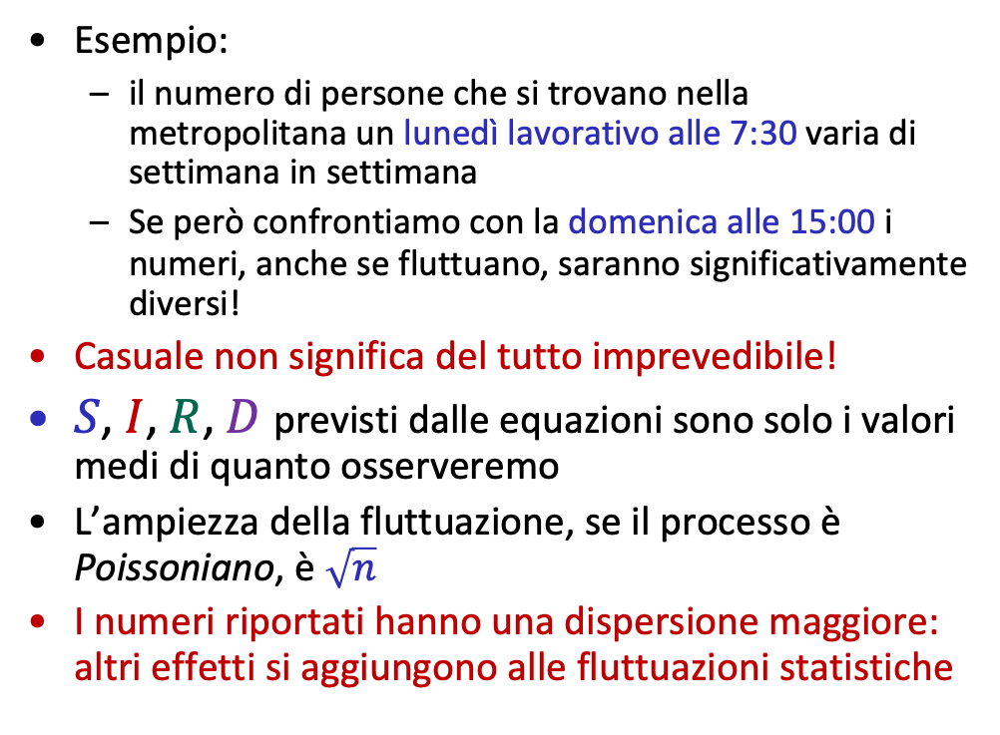 • Esempio:
– il numero di persone che si trovano nella
metropolitana un lunedì lavorativo alle 7:30 varia di
settimana in settimana
– Se però confrontiamo con la domenica alle 15:00 i
numeri, anche se fluttuano, saranno significativamente
diversi!
• Casuale non significa del tutto imprevedibile!
• S, I, R, D previsti dalle equazioni sono solo i valori
medi di quanto osserveremo
• L’ampiezza della fluttuazione, se il processo è
Poissoniano, è √n
• I numeri riportati hanno una dispersione maggiore:
altri effetti si aggiungono alle fluttuazioni statistiche